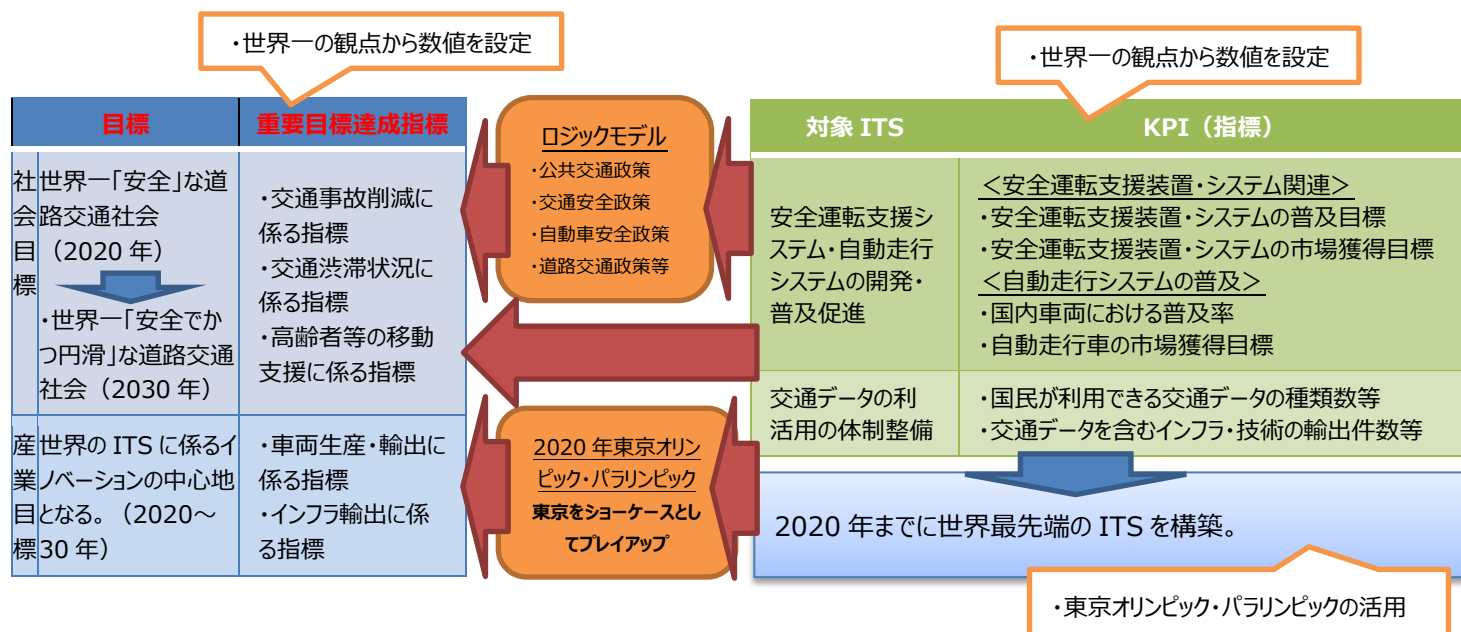 ・世界一の観点から数値を設定
・世界一の観点から数値を設定
目標
重要目標達成指標
社会目標
世界一「安全」な道
路交通社会
（2020 年）
・世界一「安全でか
つ円滑」な道路交通
社会（2030 年）
・交通事故削減に
係る指標
・交通渋滞状況に
係る指標
・高齢者等の移動
支援に係る指標
産業目標
世界の ITS に係るイ
ノベーションの中心地
となる。（2020～
30 年）
・車両生産・輸出に
係る指標
・インフラ輸出に係
る指標
ロジックモデル
・公共交通政策
・交通安全政策
・自動車安全政策
・道路交通政策等
2020 年東京オリン
ピック・パラリンピック
東京をショーケースとし
てプレイアップ
対象 ITS
KPI（指標）
安全運転支援シ
ステム・自動走行
システムの開発・
普及促進
＜安全運転支援装置・システム関連＞
・安全運転支援装置・システムの普及目標
・安全運転支援装置・システムの市場獲得目標
＜自動走行システムの普及＞
・国内車両における普及率
・自動走行車の市場獲得目標
交通データの利
活用の体制整備
・国民が利用できる交通データの種類数等
・交通データを含むインフラ・技術の輸出件数等
2020 年までに世界最先端の ITS を構築。
・東京オリンピック・パラリンピックの活用